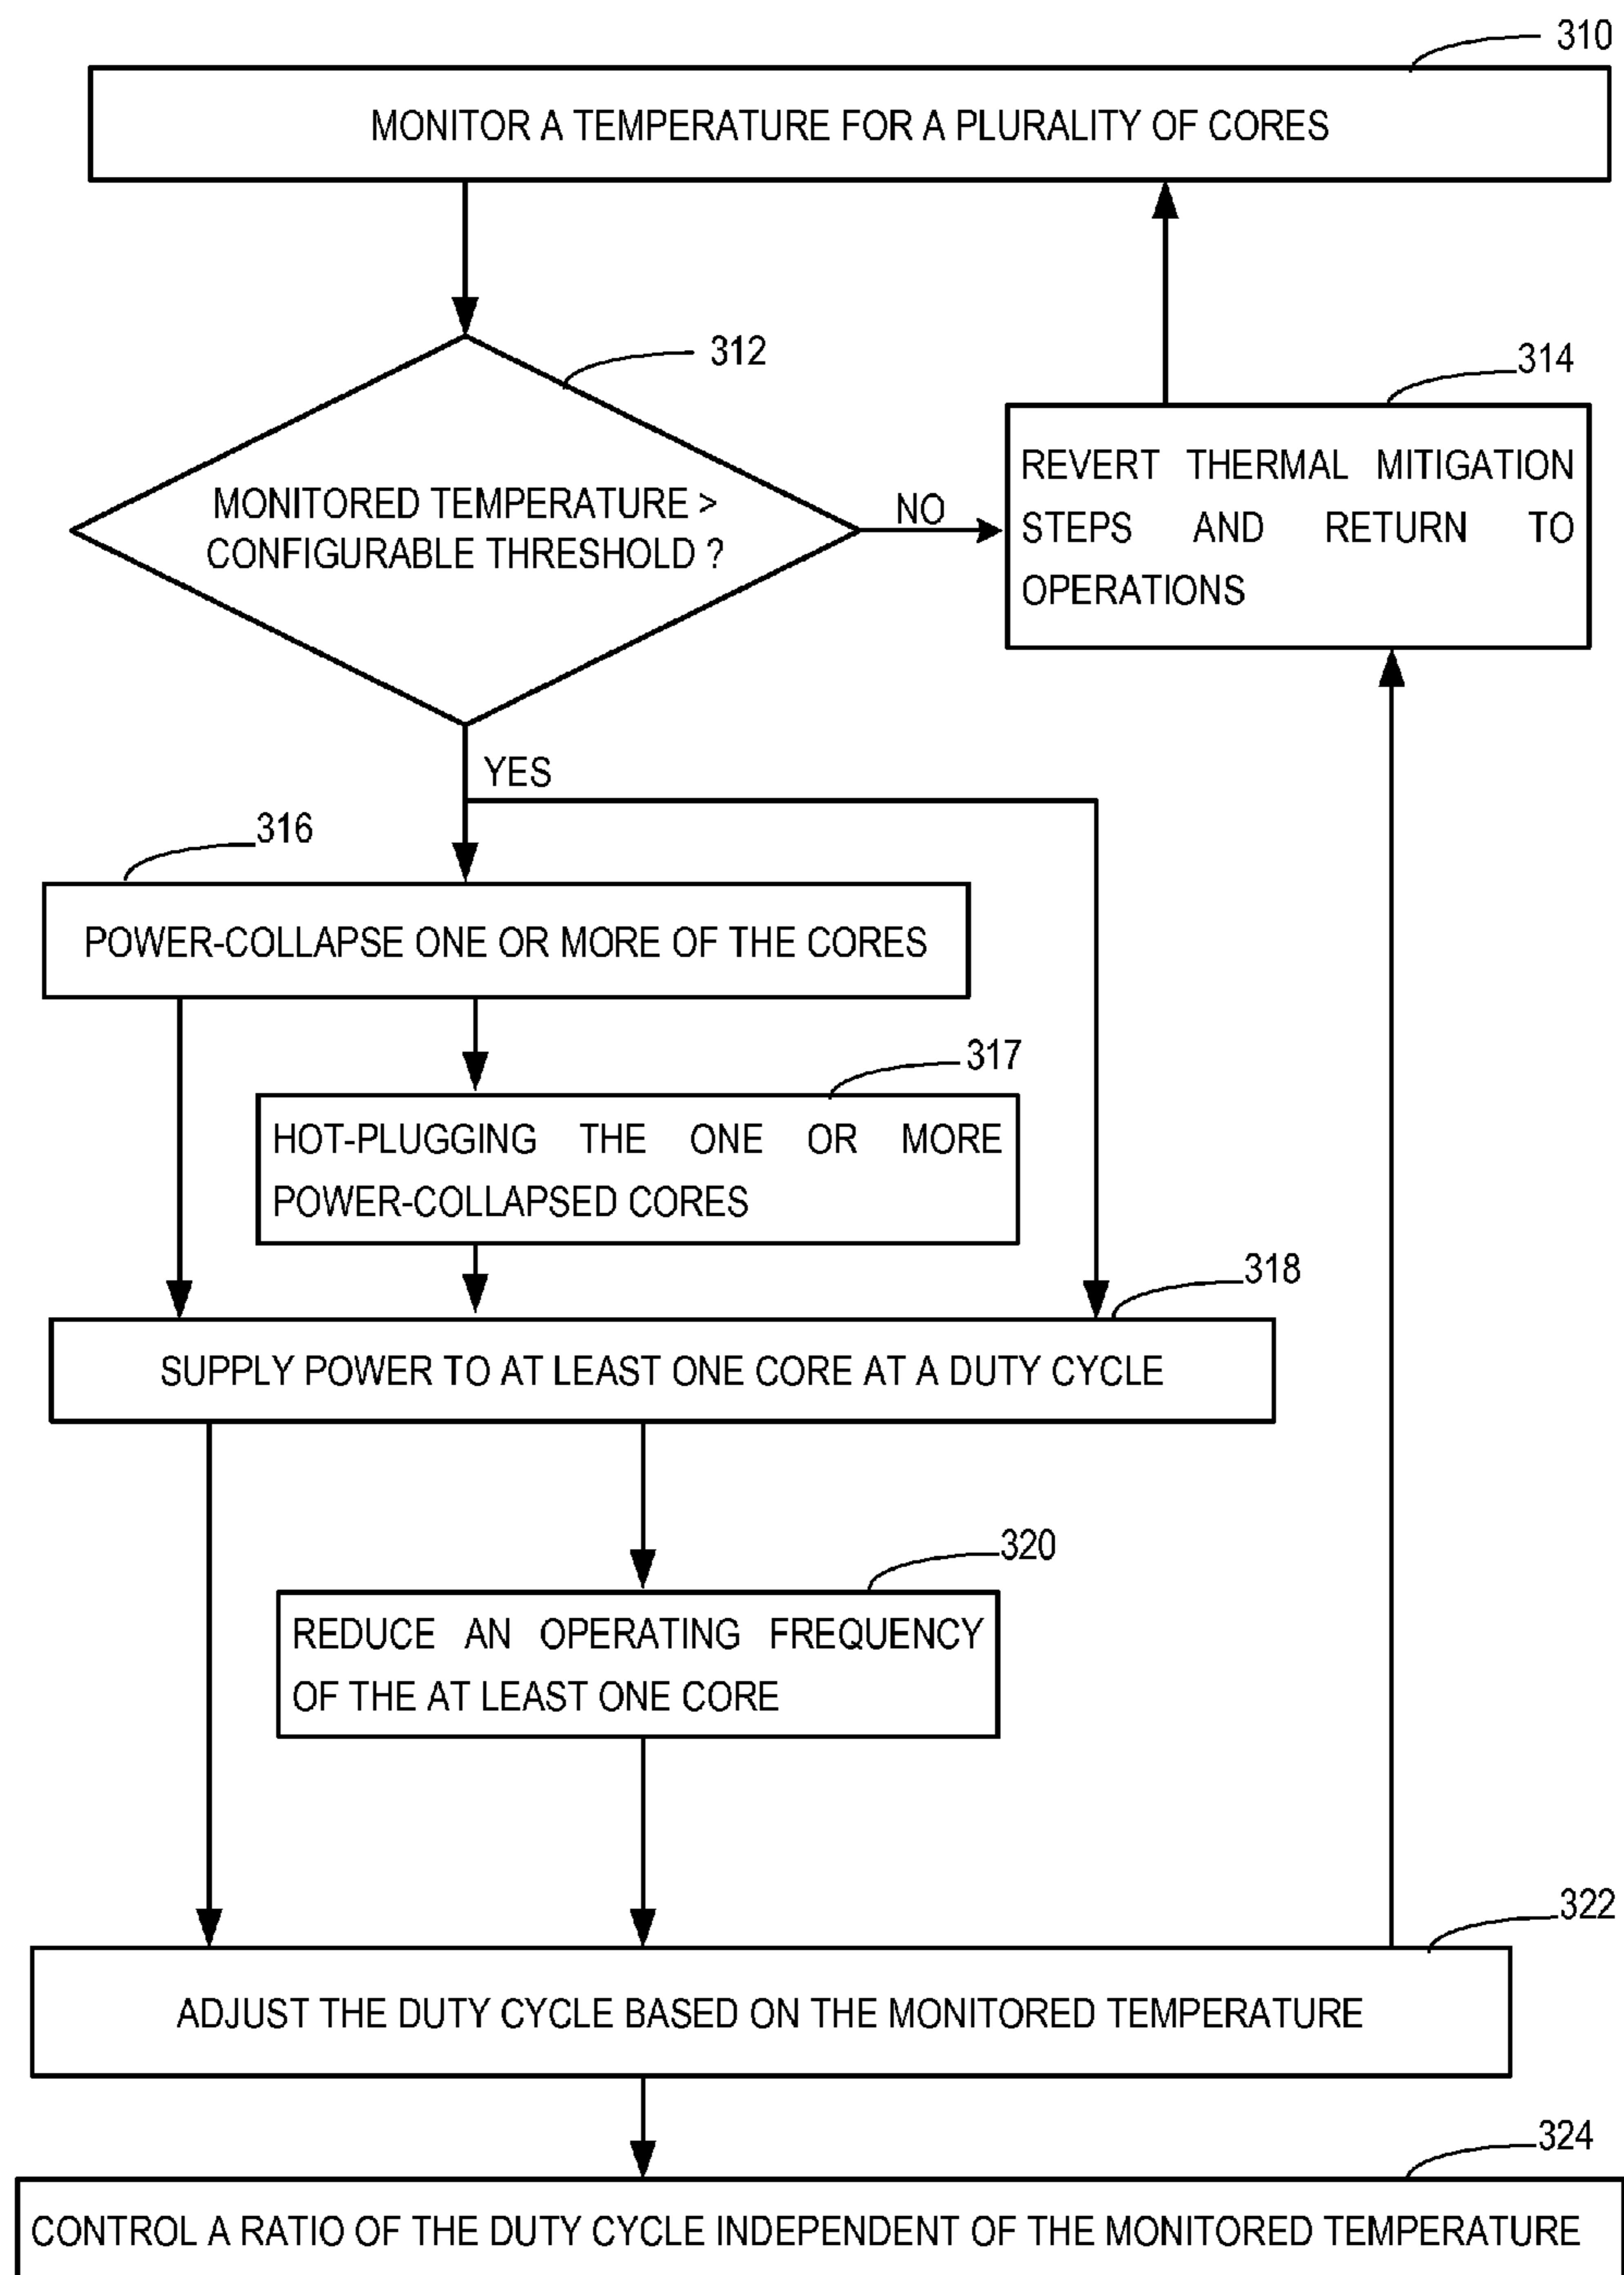 310
MONITOR A TEMPERATURE FOR A PLURALITY OF CORES
312
314
MONITORED TEMPERATURE >
CONFIGURABLE THRESHOLD ?
NO
REVERT THERMAL MITIGATION
STEPS AND RETURN TO
OPERATIONS
YES
316
POWER-COLLAPSE ONE OR MORE OF THE CORES
317
HOT-PLUGGING THE ONE OR MORE
POWER-COLLAPSED CORES
318
SUPPLY POWER TO AT LEAST ONE CORE AT A DUTY CYCLE
320
REDUCE AN OPERATING FREQUENCY
OF THE AT LEAST ONE CORE
322
ADJUST THE DUTY CYCLE BASED ON THE MONITORED TEMPERATURE
324
CONTROL A RATIO OF THE DUTY CYCLE INDEPENDENT OF THE MONITORED TEMPERATURE